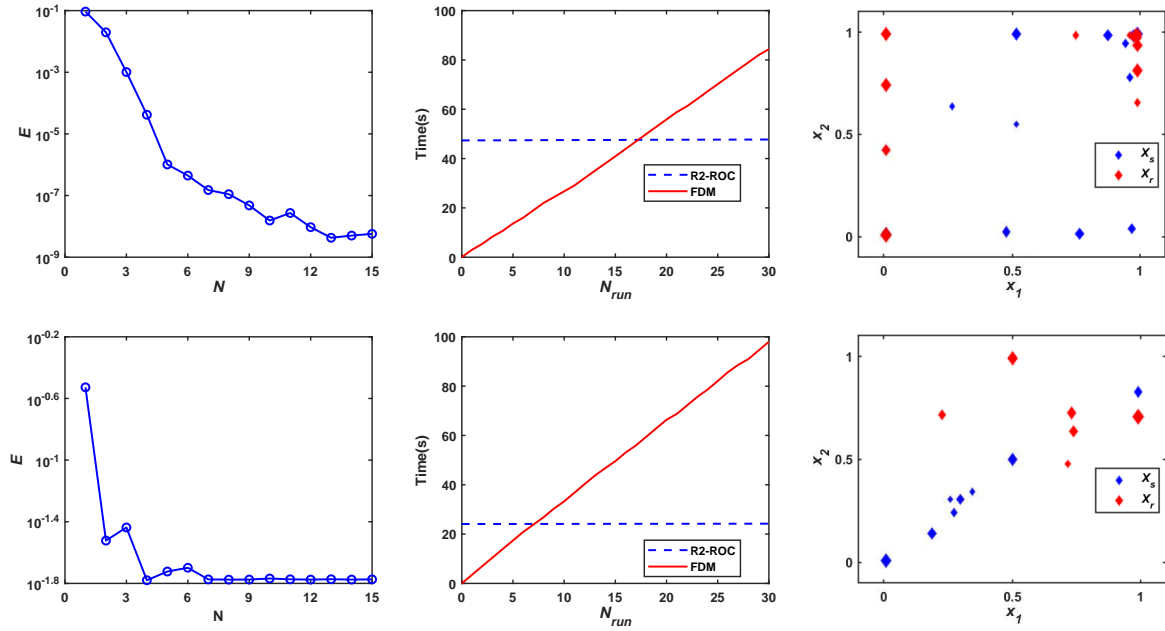 10^-1
10^-3
10^-5
10^-7
10^-9
E
0 3 6 9 12 15
N
100
80
60
40
20
0
Time(s)
R2-ROC
FDM
0 5 10 15 20 25 30
N_run
1
0.5
0
x_2
X_s
X_r
0 0.5 1
x_1
10^-0.2
10^-0.6
10^-1
10^-1.4
10^-1.8
E
0 3 6 9 12 15
N
100
80
60
40
20
0
Time(s)
R2-ROC
FDM
0 5 10 15 20 25 30
N_run
1
0.5
0
x_2
X_s
X_r
0 0.5 1
x_1